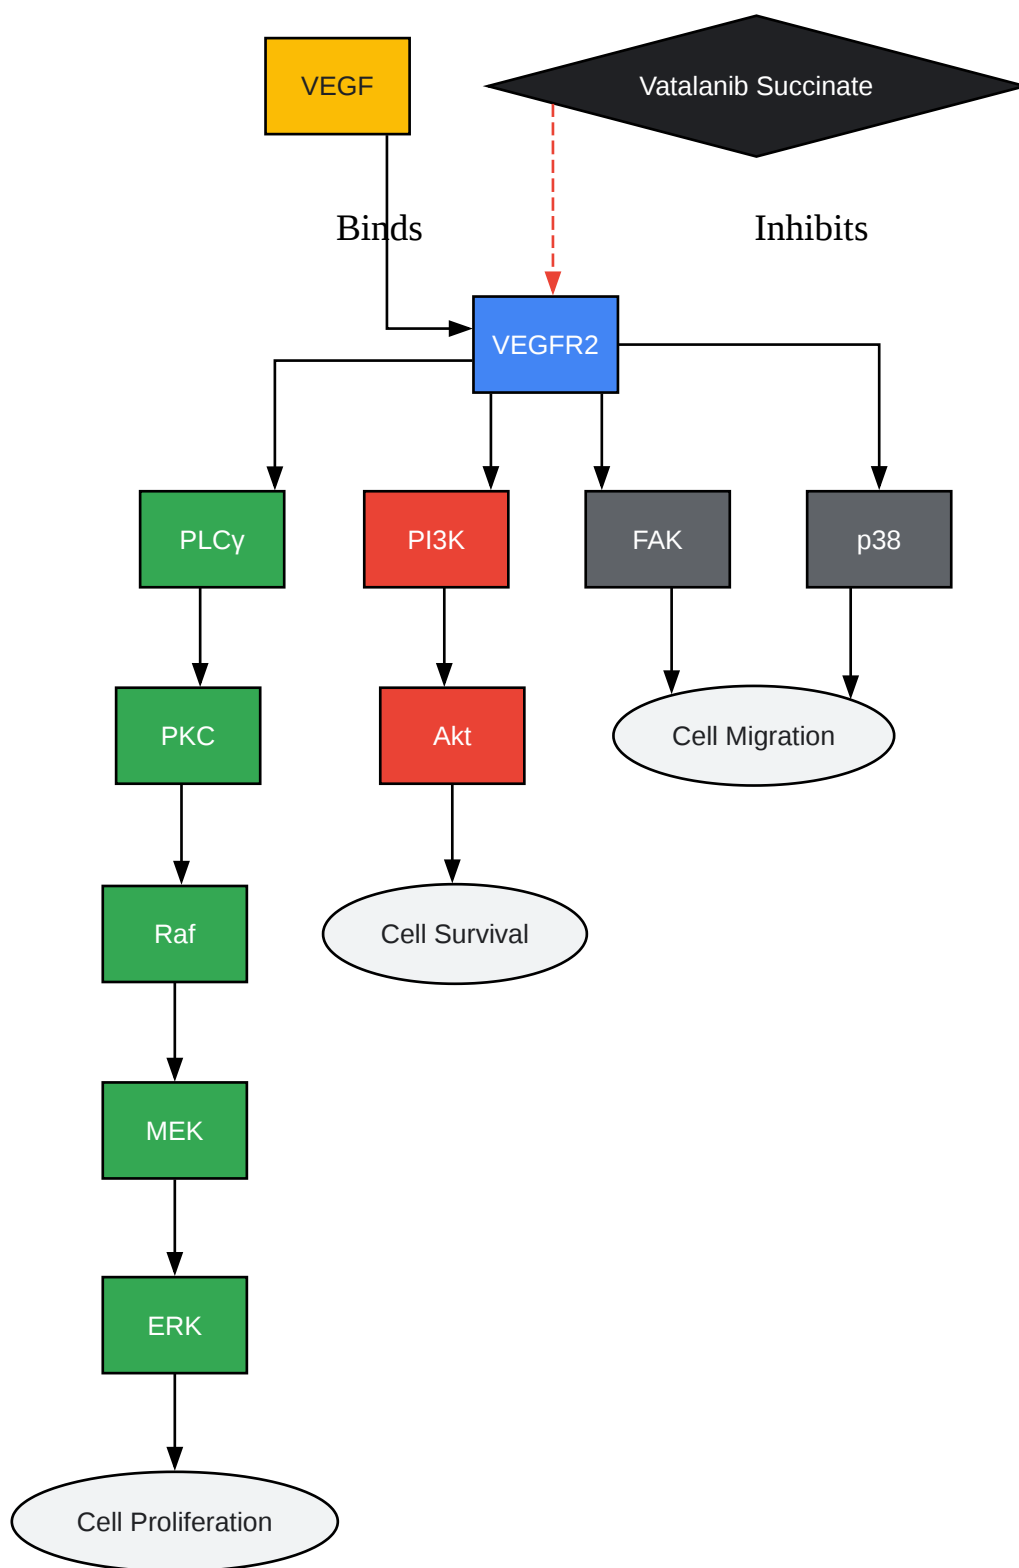 VEGF
Vatalanib Succinate
Binds
Inhibits
VEGFR2
PLCγ
PI3K
FAK
p38
PKC
Akt
Cell Migration
Raf
Cell Survival
MEK
ERK
Cell Proliferation